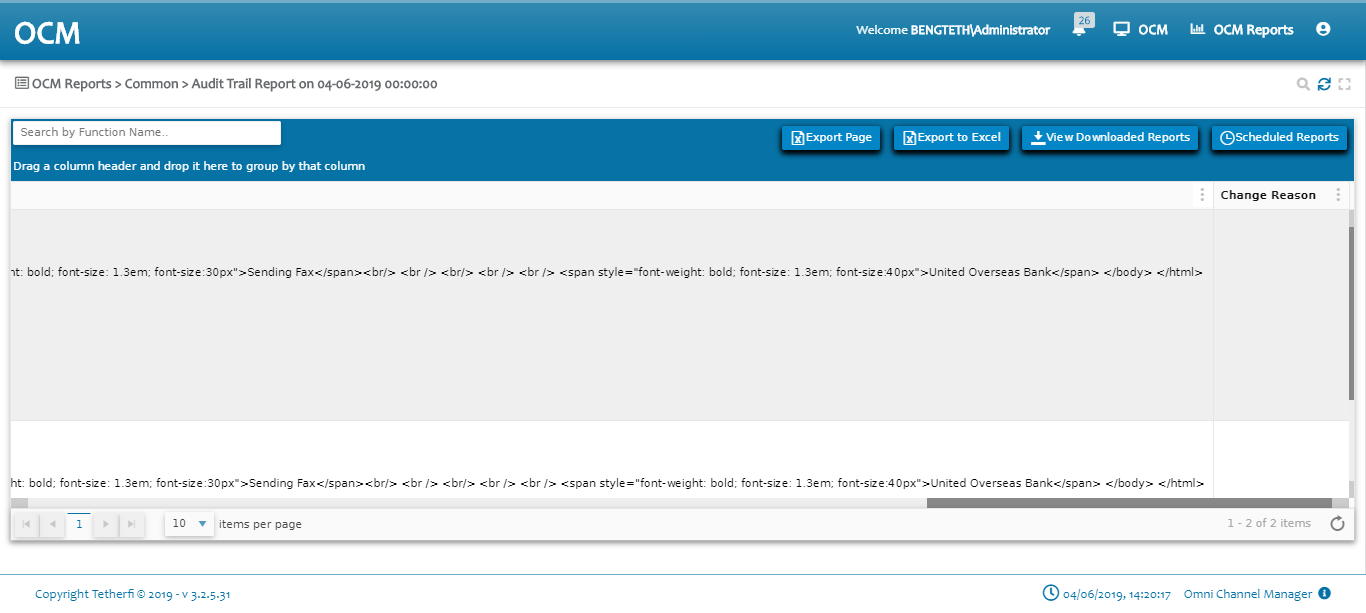 OCM
Welcome BENGTETH\Administrator
26
OCM
OCM Reports
OCM Reports > Common > Audit Trail Report on 04-06-2019 00:00:00
Search by Function Name..
Export Page
Export to Excel
View Downloaded Reports
Scheduled Reports
Drag a column header and drop it here to group by that column
Change Reason
ht: bold; font-size: 1.3em; font-size:30px">Sending Fax</span><br/> <br /> <br/> <br /> <br /> <span style="font-weight: bold; font-size: 1.3em; font-size:40px">United Overseas Bank</span> </body> </html>
ht: bold; font-size: 1.3em; font-size:30px">Sending Fax</span><br/> <br /> <br/> <br /> <br /> <span style="font-weight: bold; font-size: 1.3em; font-size:40px">United Overseas Bank</span> </body> </html>
1
10
items per page
1 - 2 of 2 items
Copyright Tetherfi © 2019 - v 3.2.5.31
04/06/2019, 14:20:17
Omni Channel Manager